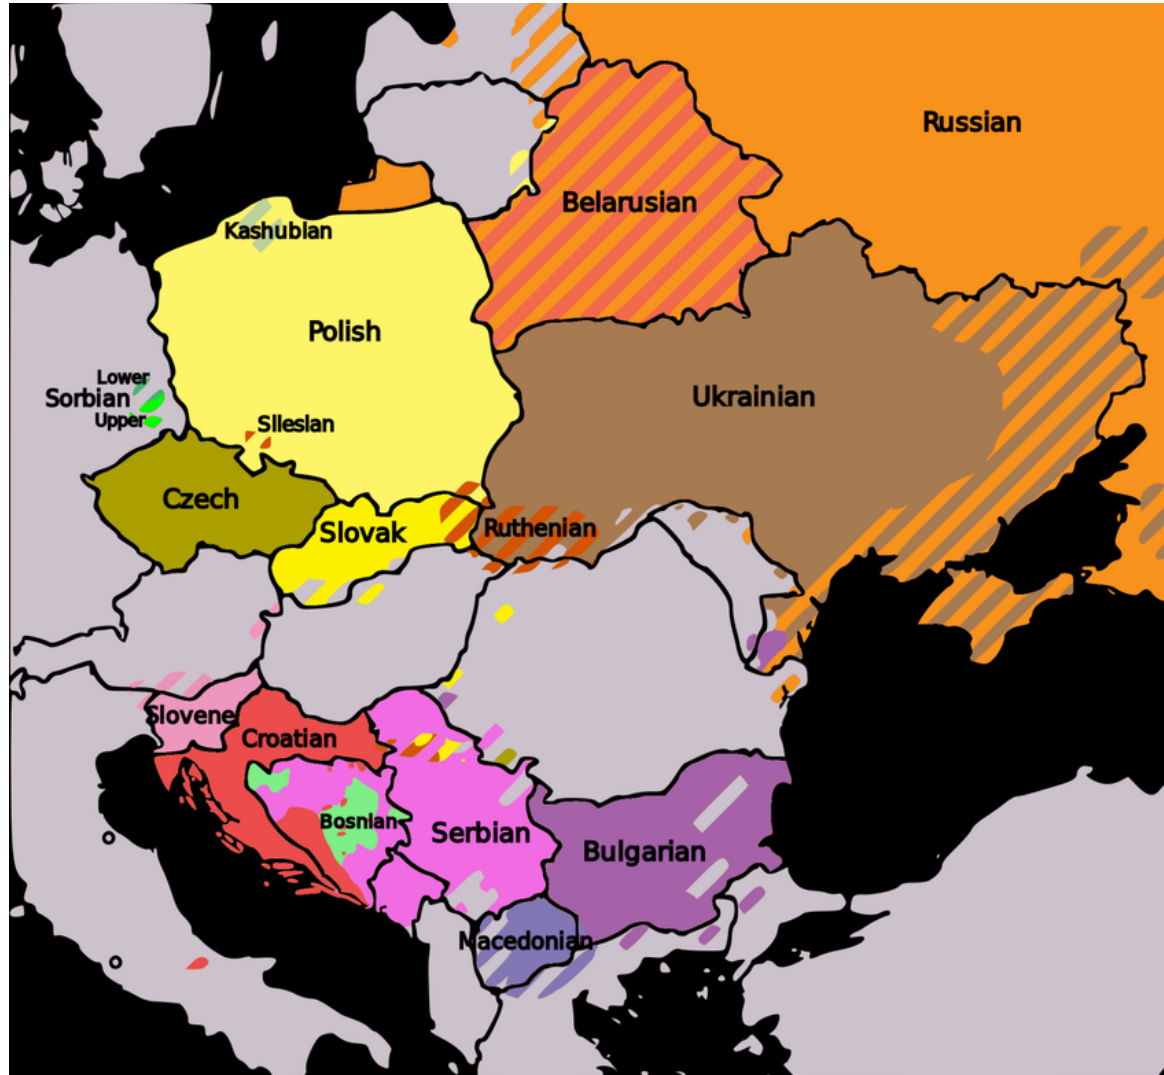 Russian
Belarusian
Kashubian
Polish
Lower
Sorbian
Upper
Silesian
Ukrainian
Czech
Slovak
Ruthenian
Slovene
Croatian
Bosnian
Serbian
Bulgarian
Macedonian